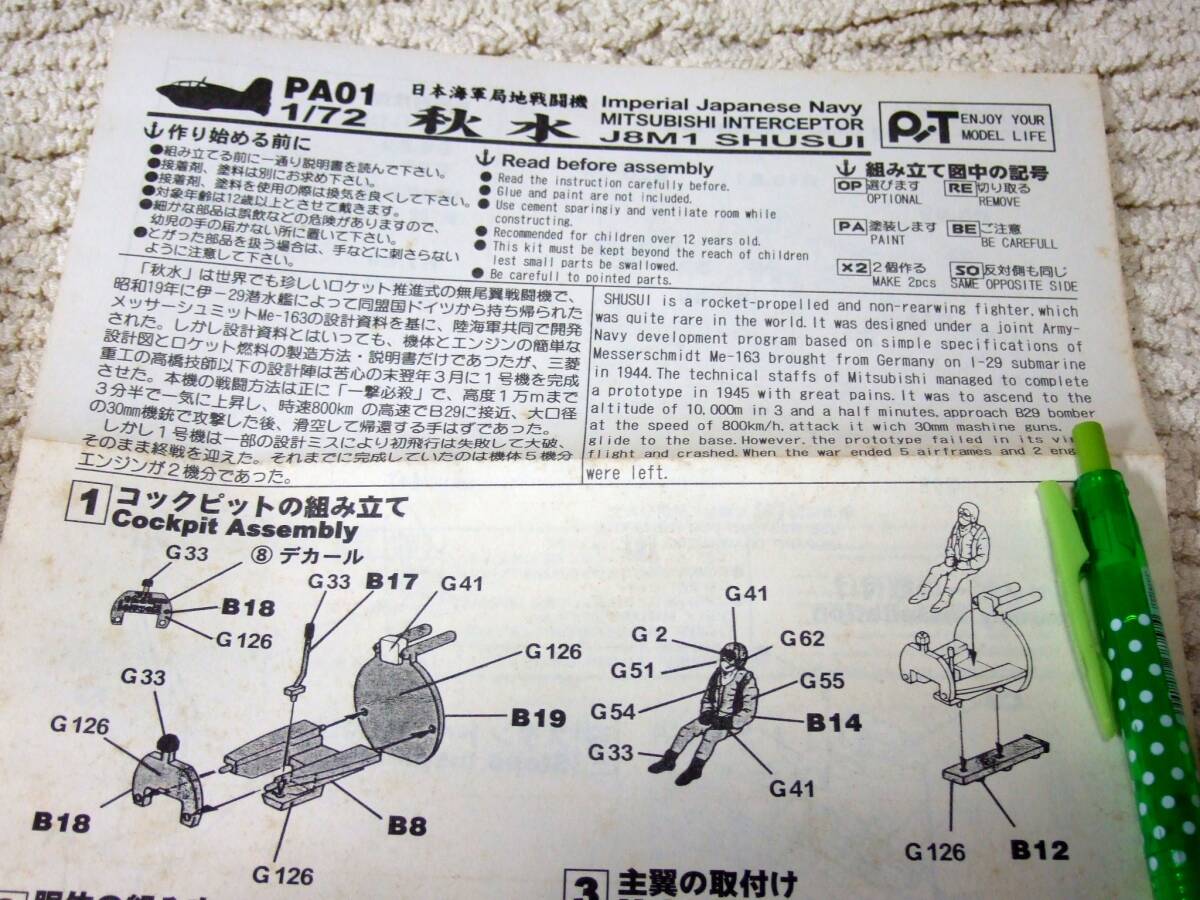 PA01
1/72
日本海軍局地戦闘機
秋水
Imperial Japanese Navy
MITSUBISHI INTERCEPTOR
J8M1 SHUSUI
PiT
ENJOY YOUR
MODEL LIFE
作り始める前に
●組み立てる前に一通り説明書を読んで下さい。
●接着剤、塗料は別にお求め下さい。
●接着剤、塗料を使用の際は換気を良くして下さい。
●対象年齢は12歳以上とさせて戴きます。
●細かな部品は誤飲などの危険がありますので、
幼児の手の届かない所に置いて下さい。
●とがった部品を扱う場合は、手などに刺さらない
ように注意して下さい。
Read before assembly
● Read the instruction carefully before.
● Glue and paint are not included.
● Use cement sparingly and ventilate room while
constructing.
● Recommended for children over 12 years old.
● This kit must be kept beyond the reach of children
lest small parts be swallowed.
● Be carefull to pointed parts.
組み立て図中の記号
OP 選びます
OPTIONAL
RE 切り取る
REMOVE
PA 塗装します
PAINT
BE ご注意
BE CAREFULL
×2 2個作る
MAKE 2pcs
SO 反対側も同じ
SAME OPPOSITE SIDE
「秋水」は世界でも珍しいロケット推進式の無尾翼戦闘機で、
昭和19年に伊-29潜水艦によって同盟国ドイツから持ち帰られた
メッサーシュミットMe-163の設計資料を基に、陸海軍共同で開発
された。しかし設計資料とはいっても、機体とエンジンの簡単な
設計図とロケット燃料の製造方法・説明書だけであつたが、三菱
重工の高橋技師以下の設計陣は苦心の末翌年3月に1号機を完成
させた。本機の戦闘方法は正に「一撃必殺」で、高度1万mまで
3分半で一気に上昇し、時速800kmの高速でB29に接近、大口径
の30mm機銃で攻撃した後、滑空して帰還する手はずであった。
しかし1号機は一部の設計ミスにより初飛行は失敗して大破、
そのまま終戦を迎えた。それまでに完成していたのは機体5機分
エンジンが2機分であった。
SHUSUI is a rocket-propelled and non-rearwing fighter, which
was quite rare in the world. It was designed under a joint Army-
Navy development program based on simple specifications of
Messerschmidt Me-163 brought from Germany on I-29 submarine
in 1944. The technical staffs of Mitsubishi managed to complete
a prototype in 1945 with great pains. It was to ascend to the
altitude of 10,000m in 3 and a half minutes, approach B29 bomber
at the speed of 800km/h, attack it wich 30mm mashine guns,
glide to the base. However, the prototype failed in its vi
flight and crashed. When the war ended 5 airframes and 2 eng
were left.
1 コックピットの組み立て
Cockpit Assembly
G33
⑧デカール
B18
G126
G33
B17
G41
G126
B19
G33
G126
B18
B8
G126
G41
G2
G62
G51
G55
G54
B14
G33
G41
G126
B12
3 主翼の取付け